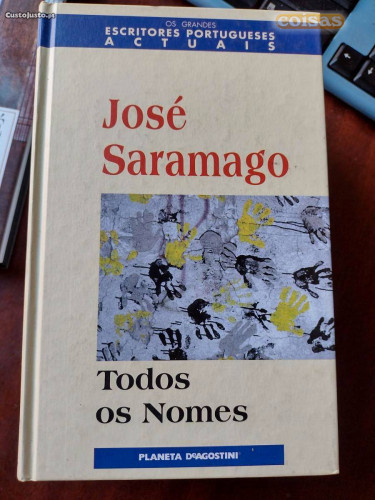 CustoJusto.pt
coisas
OS GRANDES
ESCRITORES PORTUGUESES
ACTUAIS
José
Saramago
Todos
os Nomes
PLANETA DeAGOSTINI